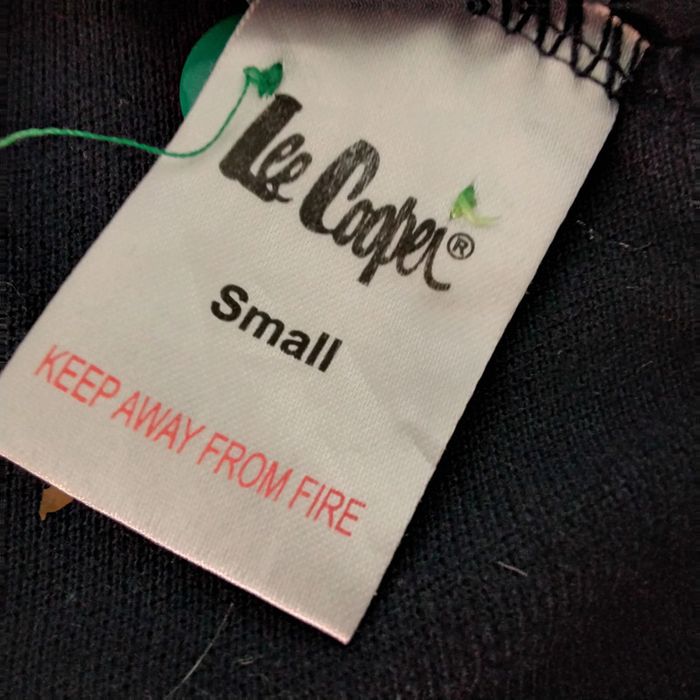 Lee Cooper®
Small
KEEP AWAY FROM FIRE